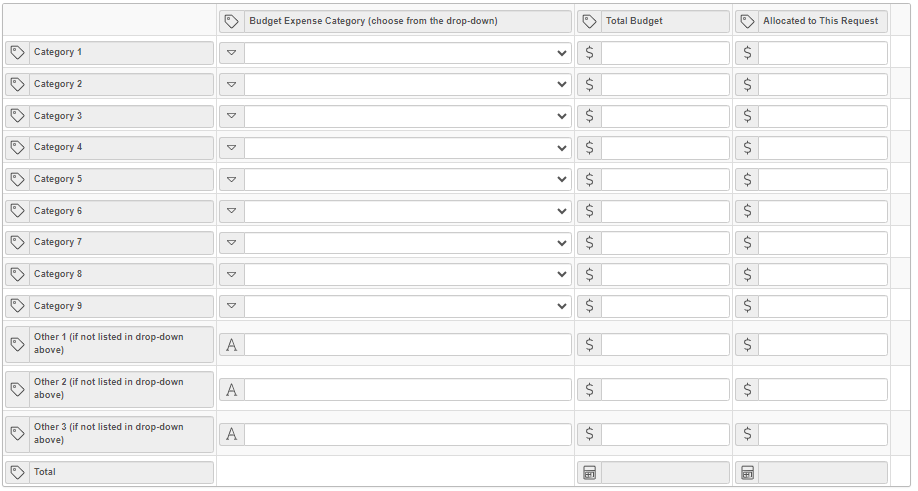 Budget Expense Category (choose from the drop-down) Total Budget Allocated to This Request
Category 1 $ $
Category 2 $ $
Category 3 $ $
Category 4 $ $
Category 5 $ $
Category 6 $ $
Category 7 $ $
Category 8 $ $
Category 9 $ $
Other 1 (if not listed in drop-down
above) A $ $
Other 2 (if not listed in drop-down
above) A $ $
Other 3 (if not listed in drop-down
above) A $ $
Total